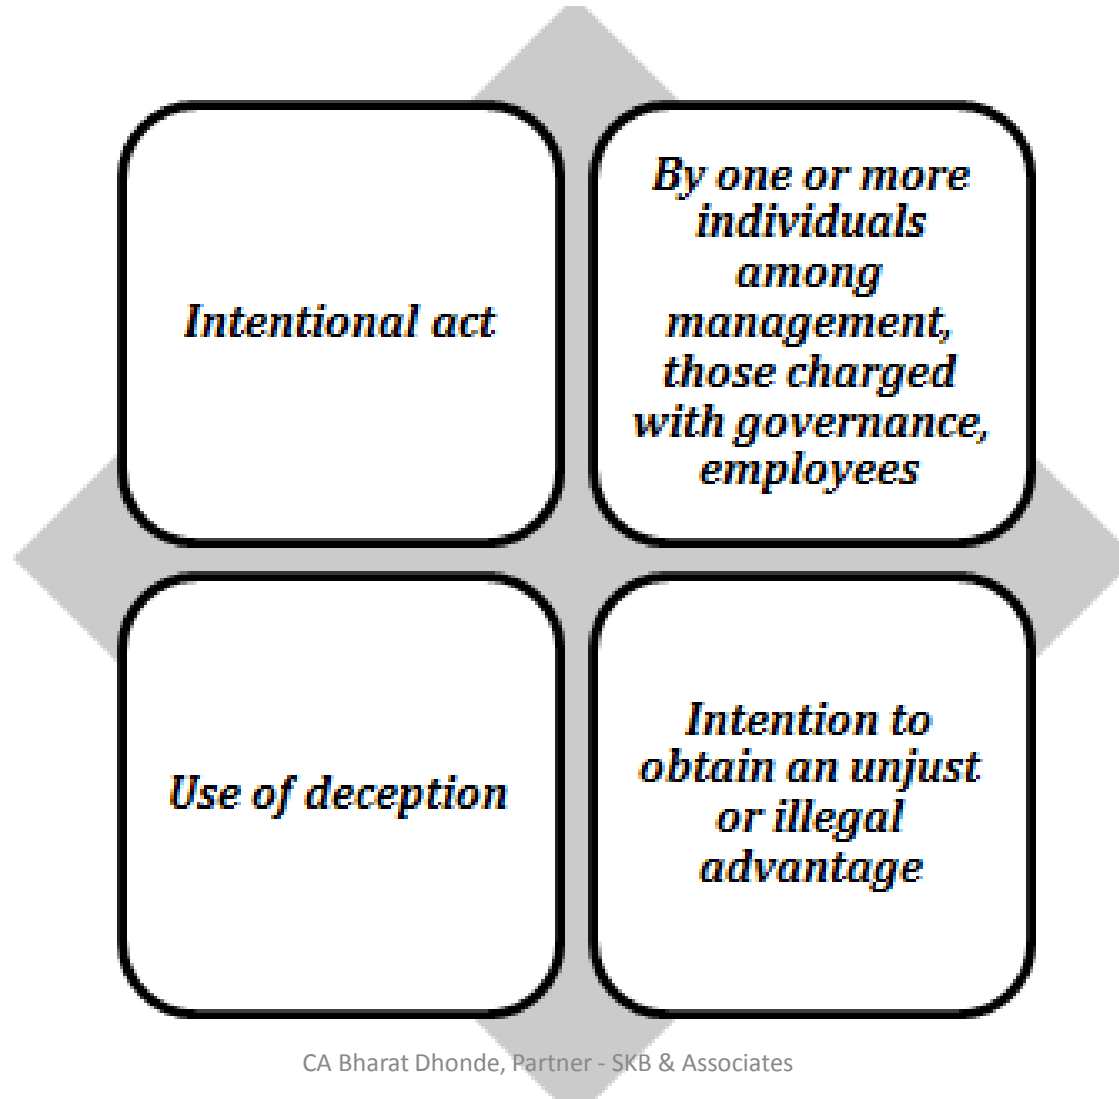 Intentional act
By one or more
individuals
among
management,
those charged
with governance,
employees
Use of deception
Intention to
obtain an unjust
or illegal
advantage
CA Bharat Dhonde, Partner - SKB & Associates